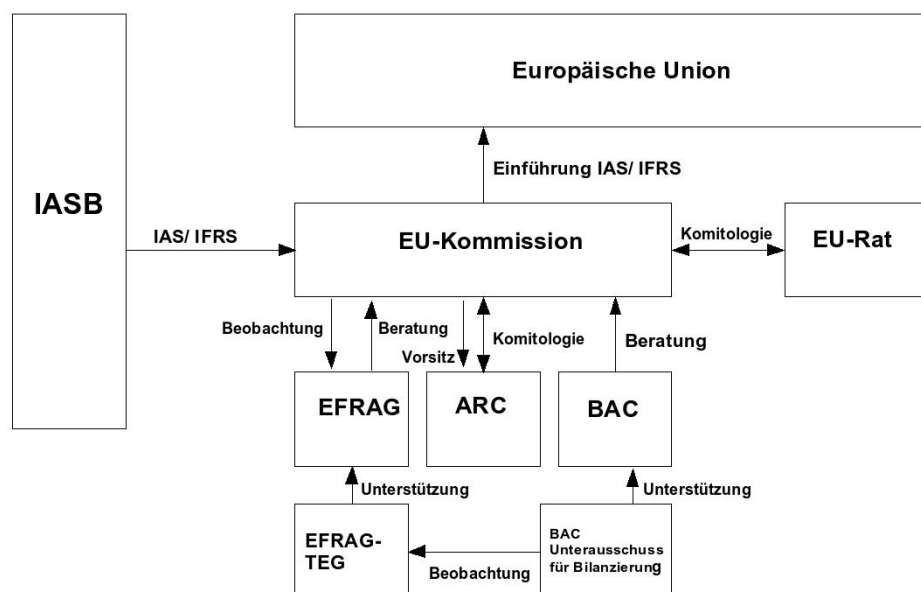 Europäische Union
IASB
Einführung IAS/ IFRS
IAS/ IFRS
EU-Kommission
Komitologie
EU-Rat
Beobachtung
Beratung
Vorsitz
Komitologie
Beratung
EFRAG
ARC
BAC
Unterstützung
Unterstützung
EFRAG-
TEG
Beobachtung
BAC
Unterausschuss
für Bilanzierung